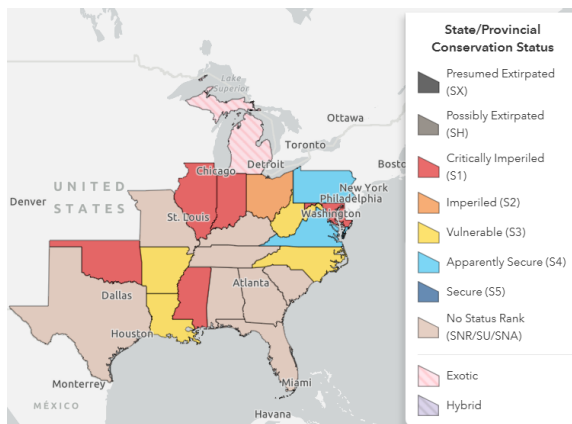 State/Provincial
Conservation Status
Presumed Extirpated
(SX)
Possibly Extirpated
(SH)
Critically Imperiled
(S1)
Imperiled (S2)
Vulnerable (S3)
Apparently Secure (S4)
Secure (S5)
No Status Rank
(SNR/SU/SNA)
Exotic
Hybrid
Lake
Superior
Ottawa
Toronto
Detroit
Chicago
Bosto
New York
Philadelphia
UNITED
STATES
Denver
St. Louis
Washington
Atlanta
Dallas
Houston
Monterrey
Miami
MÉXICO
Havana